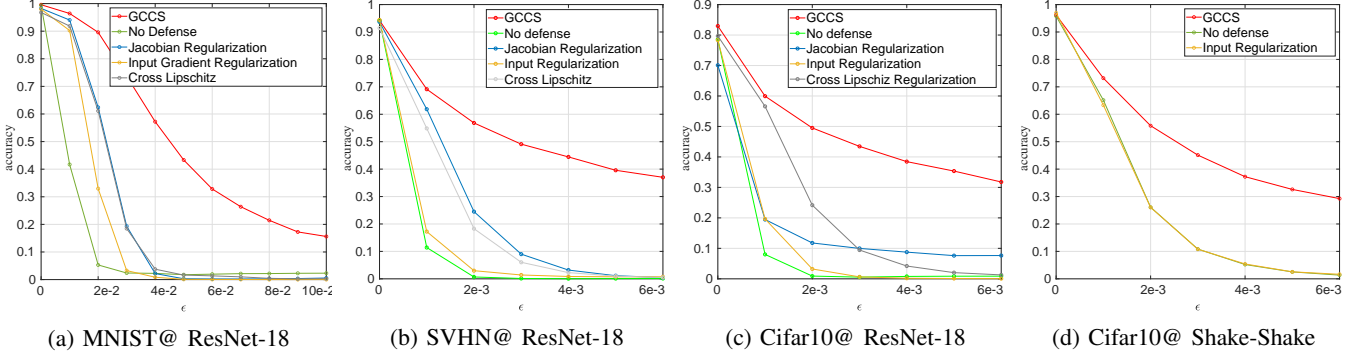 1
0.9
0.8
0.7
0.6
0.5
0.4
0.3
0.2
0.1
0
accuracy
GCCS
No Defense
Jacobian Regularization
Input Gradient Regularization
Cross Lipschitz
0 2e-2 4e-2 6e-2 8e-2 10e-2
ϵ
(a) MNIST@ ResNet-18
1
0.9
0.8
0.7
0.6
0.5
0.4
0.3
0.2
0.1
0
accuracy
GCCS
No defense
Jacobian Regularization
Input Regularization
Cross Lipschitz
0 2e-3 4e-3 6e-3
ϵ
(b) SVHN@ ResNet-18
0.9
0.8
0.7
0.6
0.5
0.4
0.3
0.2
0.1
0
accuracy
GCCS
No defense
Jacobian Regularization
Input Regularization
Cross Lipschiz Regularization
0 2e-3 4e-3 6e-3
ϵ
(c) Cifar10@ ResNet-18
1
0.9
0.8
0.7
0.6
0.5
0.4
0.3
0.2
0.1
0
accuracy
GCCS
No defense
Input Regularization
0 2e-3 4e-3 6e-3
ϵ
(d) Cifar10@ Shake-Shake